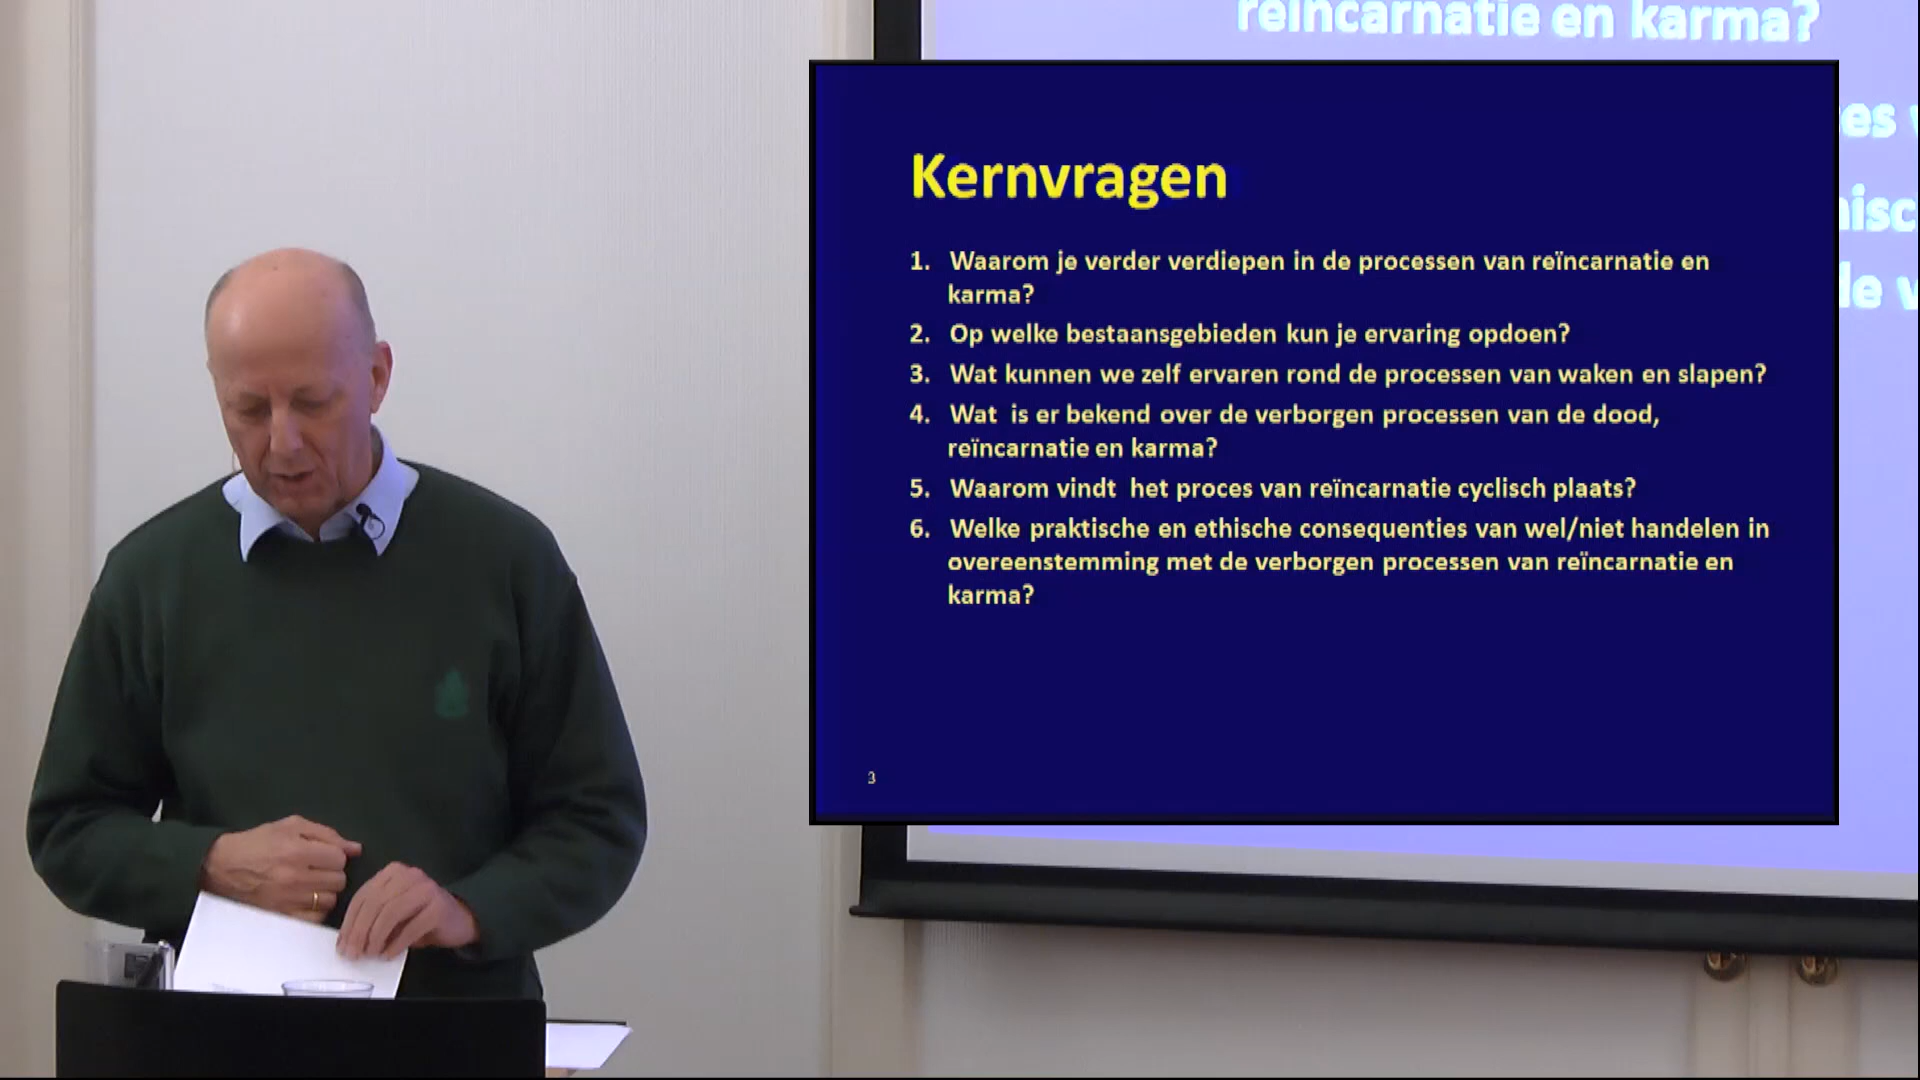 reïncarnatie en karma?
Kernvragen
1. Waarom je verder verdiepen in de processen van reïncarnatie en
karma?
2. Op welke bestaansgebieden kun je ervaring opdoen?
3. Wat kunnen we zelf ervaren rond de processen van waken en slapen?
4. Wat is er bekend over de verborgen processen van de dood,
reïncarnatie en karma?
5. Waarom vindt het proces van reïncarnatie cyclisch plaats?
6. Welke praktische en ethische consequenties van wel/niet handelen in
overeenstemming met de verborgen processen van reïncarnatie en
karma?
3